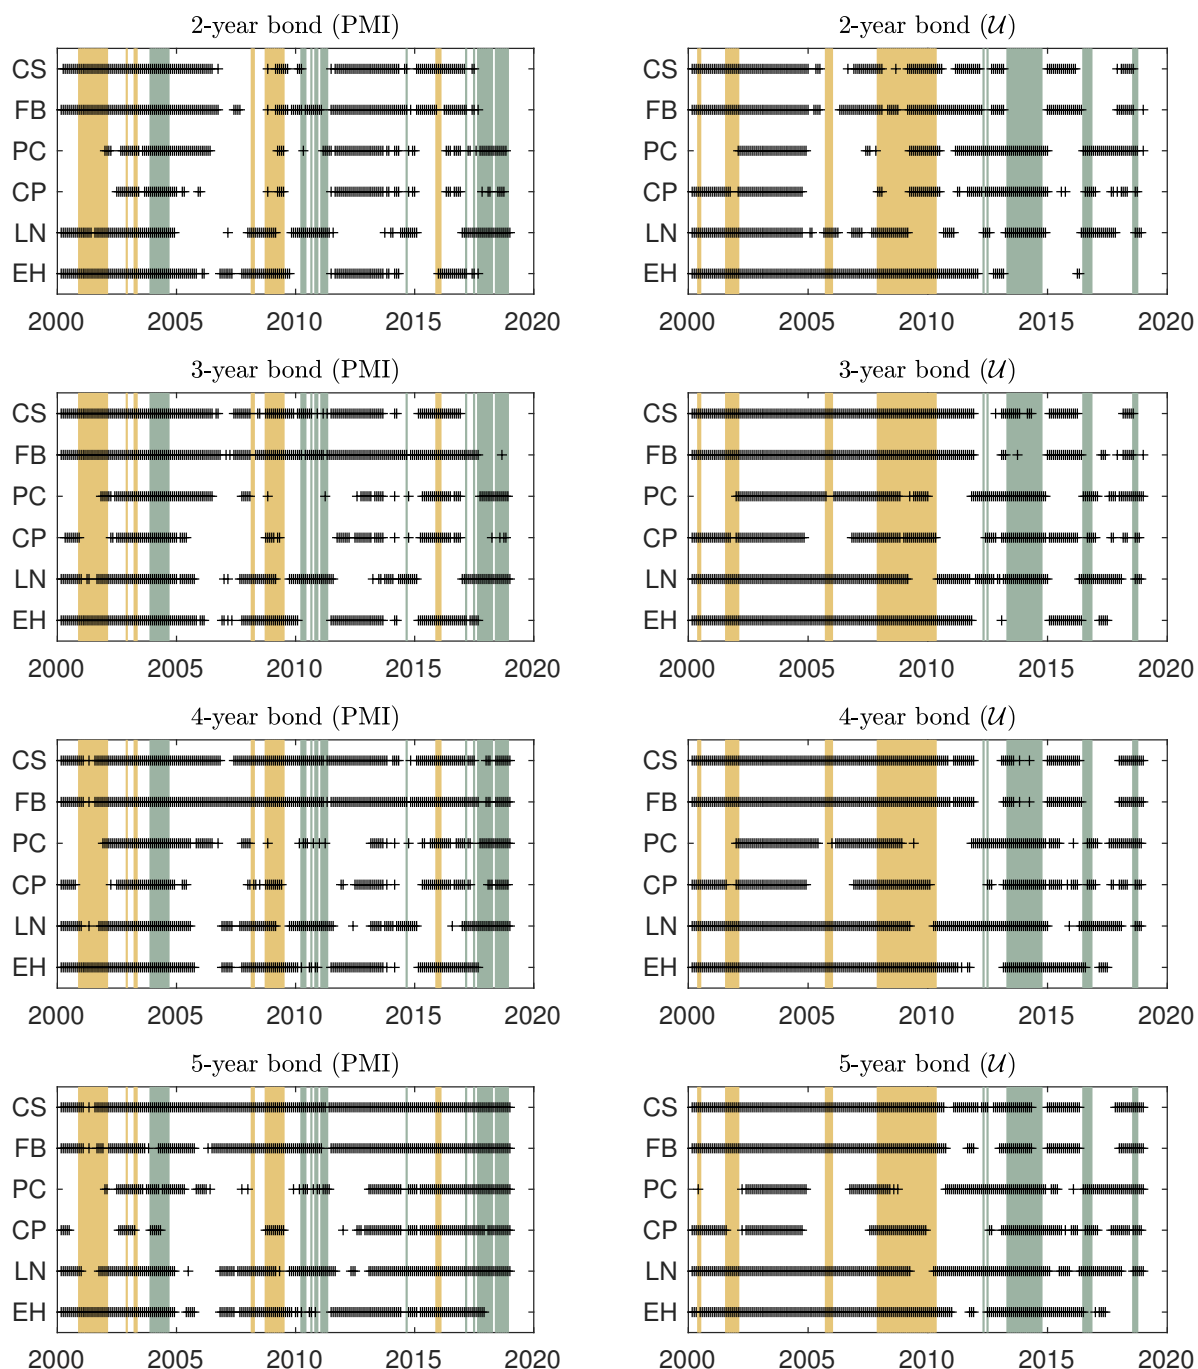 2-year bond (PMI)
CS
FB
PC
CP
LN
EH
2000 2005 2010 2015 2020
2-year bond (𝒰)
CS
FB
PC
CP
LN
EH
2000 2005 2010 2015 2020
3-year bond (PMI)
CS
FB
PC
CP
LN
EH
2000 2005 2010 2015 2020
3-year bond (𝒰)
CS
FB
PC
CP
LN
EH
2000 2005 2010 2015 2020
4-year bond (PMI)
CS
FB
PC
CP
LN
EH
2000 2005 2010 2015 2020
4-year bond (𝒰)
CS
FB
PC
CP
LN
EH
2000 2005 2010 2015 2020
5-year bond (PMI)
CS
FB
PC
CP
LN
EH
2000 2005 2010 2015 2020
5-year bond (𝒰)
CS
FB
PC
CP
LN
EH
2000 2005 2010 2015 2020